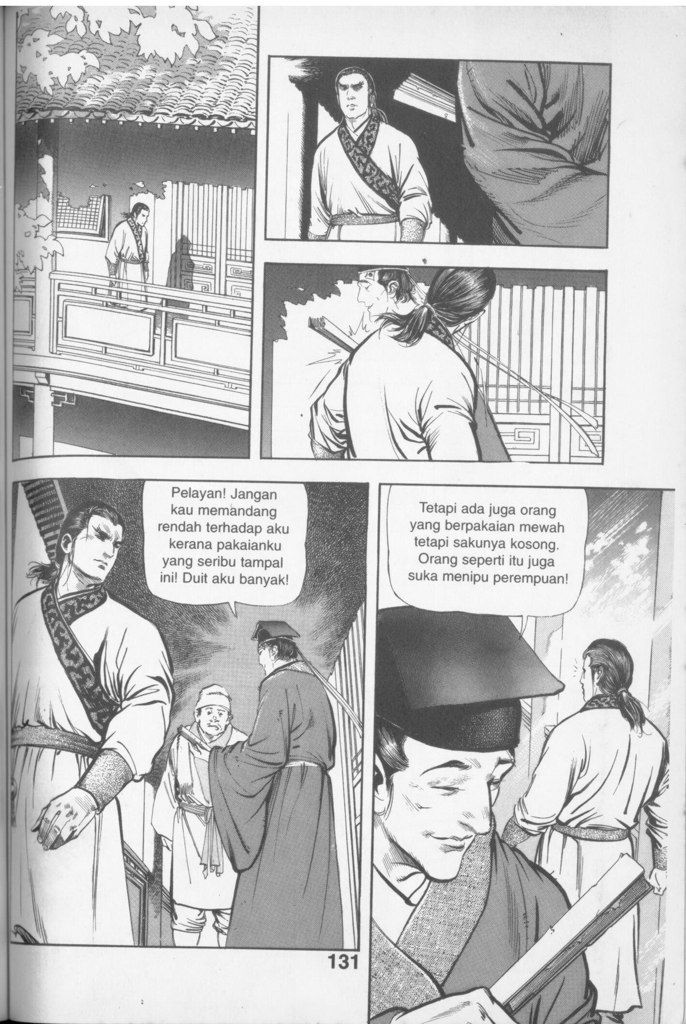 Pelayan! Jangan
kau memandang
rendah terhadap aku
kerana pakaianku
yang seribu tampal
ini! Duit aku banyak!
Tetapi ada juga orang
yang berpakaian mewah
tetapi sakunya kosong.
Orang seperti itu juga
suka menipu perempuan!
131